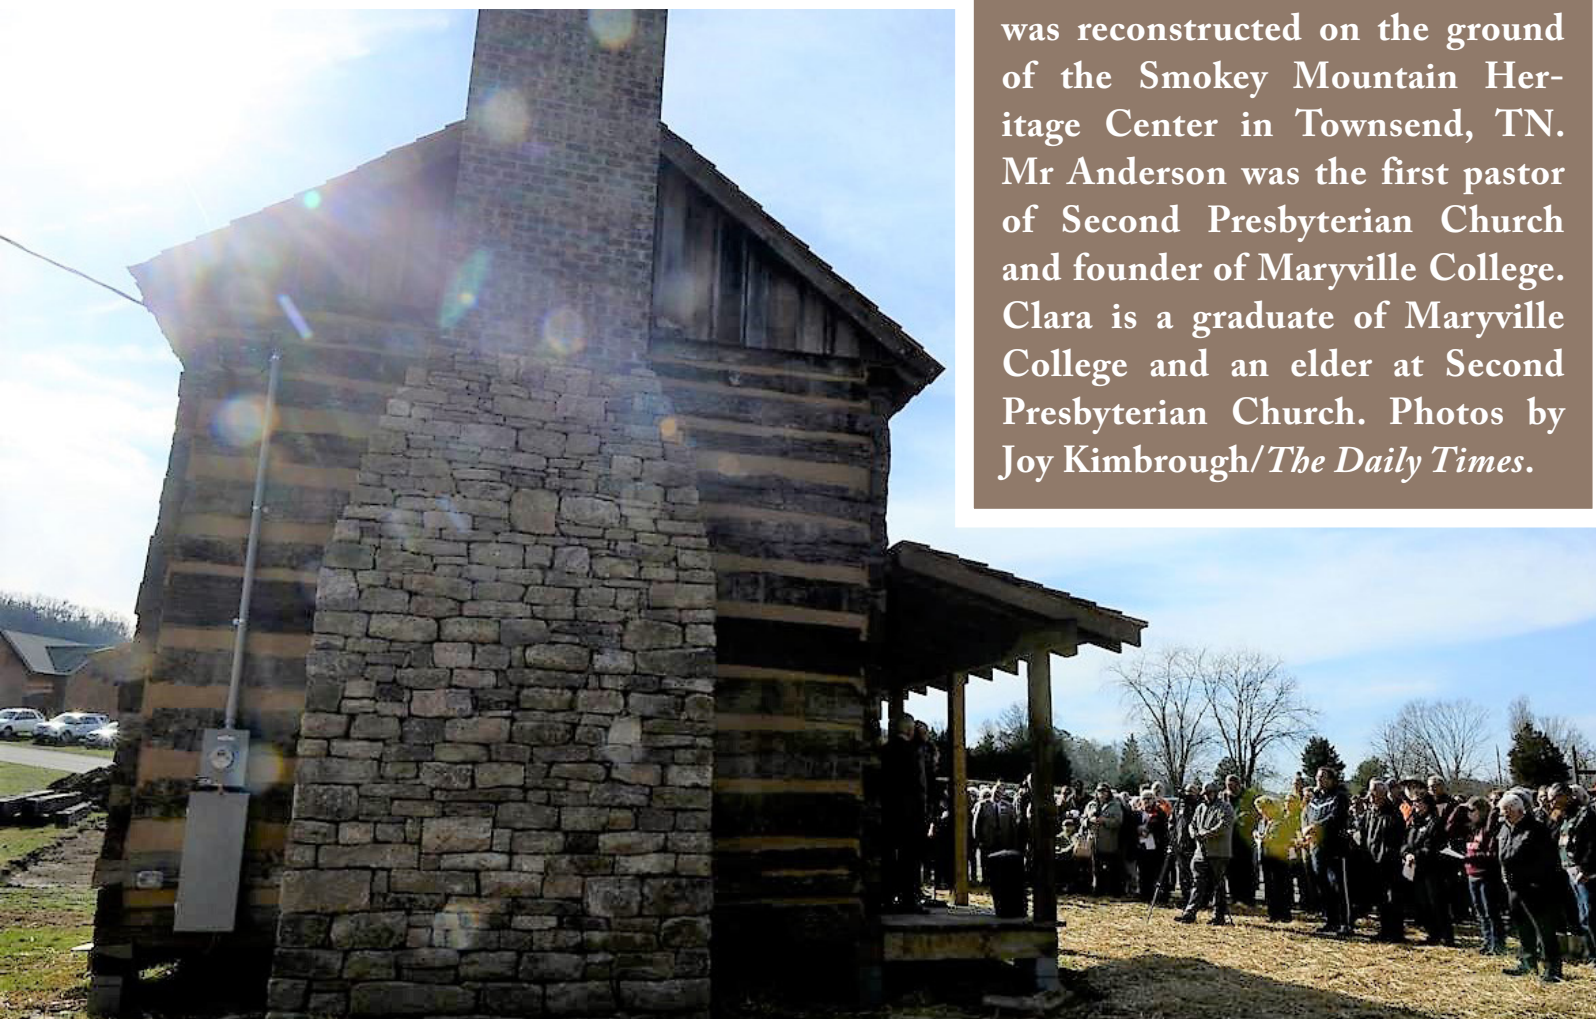 was reconstructed on the ground
of the Smokey Mountain Her-
itage Center in Townsend, TN.
Mr Anderson was the first pastor
of Second Presbyterian Church
and founder of Maryville College.
Clara is a graduate of Maryville
College and an elder at Second
Presbyterian Church. Photos by
Joy Kimbrough/The Daily Times.